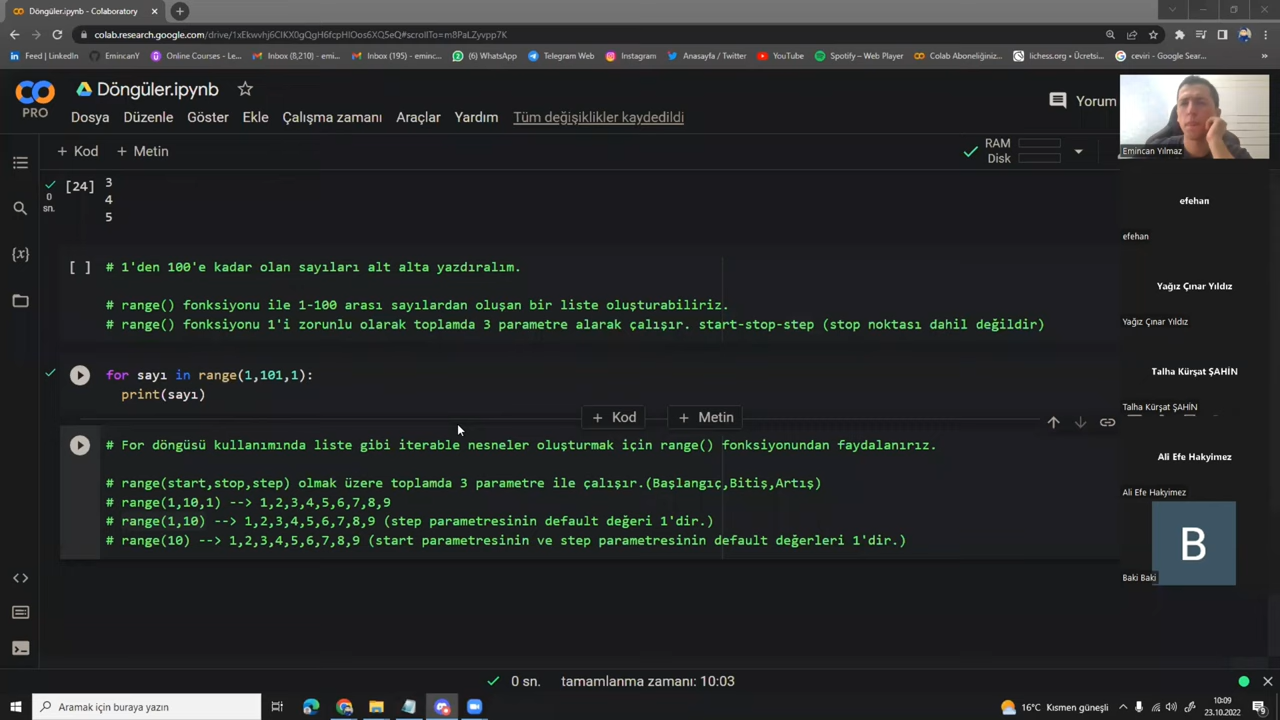 Döngüler.ipynb - Colaboratory
colab.research.google.com/drive/1xEkwvhj6CIKX0gQgH6fcpHIOos6XQ5eQ#scrollTo=m8PaLZyvpp7K
Feed | LinkedIn
EmincanY
Online Courses - Le...
Inbox (8) - emi...
Inbox (195) - eminc...
(6) WhatsApp
Telegram Web
Instagram
Anasayfa / Twitter
YouTube
Spotify – Web Player
Colab Aboneliğiniz...
lichess.org • Ücretsi...
çeviri - Google Sear...
PRO
Döngüler.ipynb
Yorum
Dosya Düzenle Göster Ekle Çalışma zamanı Araçlar Yardım Tüm değişiklikler kaydedildi
+ Kod + Metin
RAM
Disk
Emincan Yılmaz
0
sn.
[24] 3
4
5
efehan
efehan
[ ] # 1'den 100'e kadar olan sayıları alt alta yazdıralım.
# range() fonksiyonu ile 1-100 arası sayılardan oluşan bir liste oluşturabiliriz.
# range() fonksiyonu 1'i zorunlu olarak toplamda 3 parametre alarak çalışır. start-stop-step (stop noktası dahil değildir)
Yağız Çınar Yıldız
Yağız Çınar Yıldız
for sayı in range(1,101,1):
print(sayı)
Talha Kürşat ŞAHİN
Talha Kürşat ŞAHİN
+ Kod + Metin
# For döngüsü kullanımında liste gibi iterable nesneler oluşturmak için range() fonksiyonundan faydalanırız.
# range(start,stop,step) olmak üzere toplamda 3 parametre ile çalışır.(Başlangıç,Bitiş,Artış)
# range(1,10,1) --> 1,2,3,4,5,6,7,8,9
# range(1,10) --> 1,2,3,4,5,6,7,8,9 (step parametresinin default değeri 1'dir.)
# range(10) --> 1,2,3,4,5,6,7,8,9 (start parametresinin ve step parametresinin default değerleri 1'dir.)
Ali Efe Hakyimez
Ali Efe Hakyimez
B
Baki Baki
0 sn. tamamlanma zamanı: 10:03
Aramak için buraya yazın
16°C Kısmen güneşli
10:09
23.10.2022